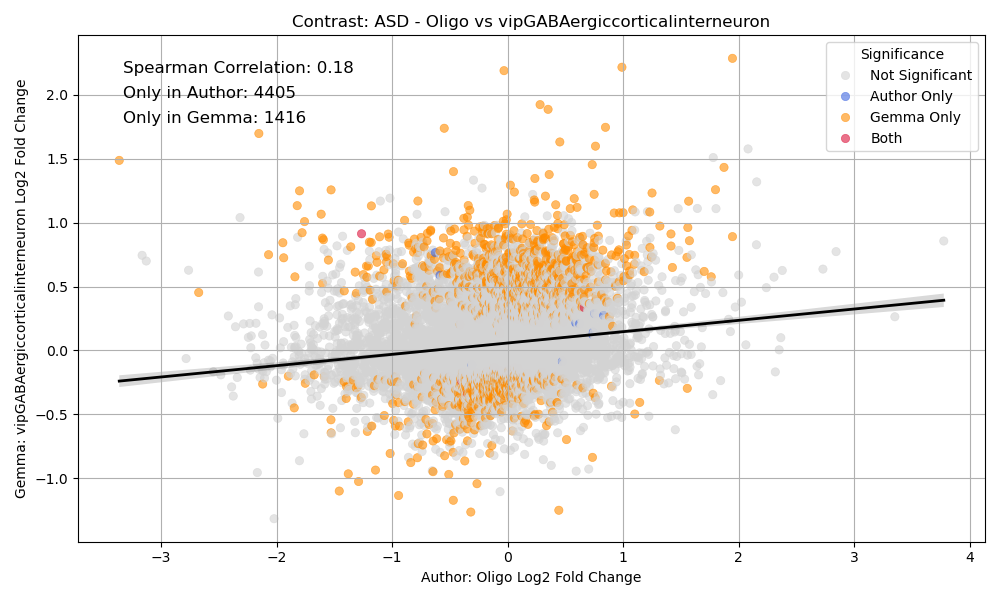 Contrast: ASD - Oligo vs vipGABAergiccorticalinterneuron
Spearman Correlation: 0.18
Only in Author: 4405
Only in Gemma: 1416
Significance
Not Significant
Author Only
Gemma Only
Both
Gemma: vipGABAergiccorticalinterneuron Log2 Fold Change
2.0
1.5
1.0
0.5
0.0
−0.5
−1.0
−3
−2
−1
0
1
2
3
4
Author: Oligo Log2 Fold Change